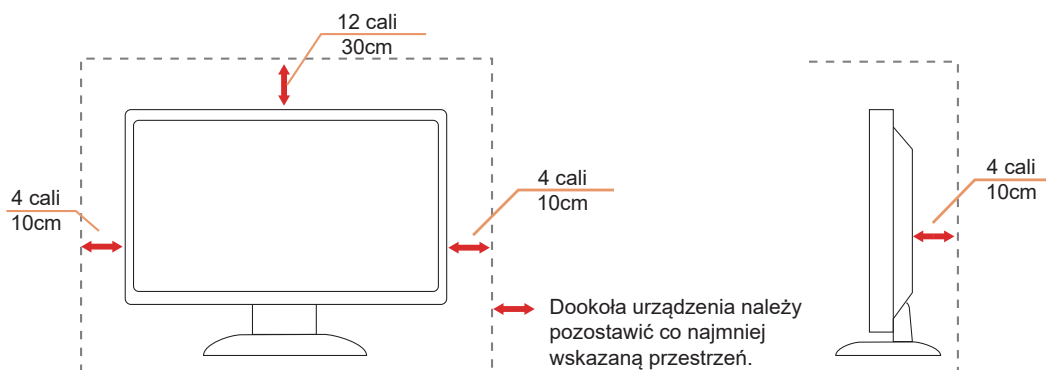 12 cali
30cm
4 cali
10cm
4 cali
10cm
4 cali
10cm
Dookoła urządzenia należy
pozostawić co najmniej
wskazaną przestrzeń.